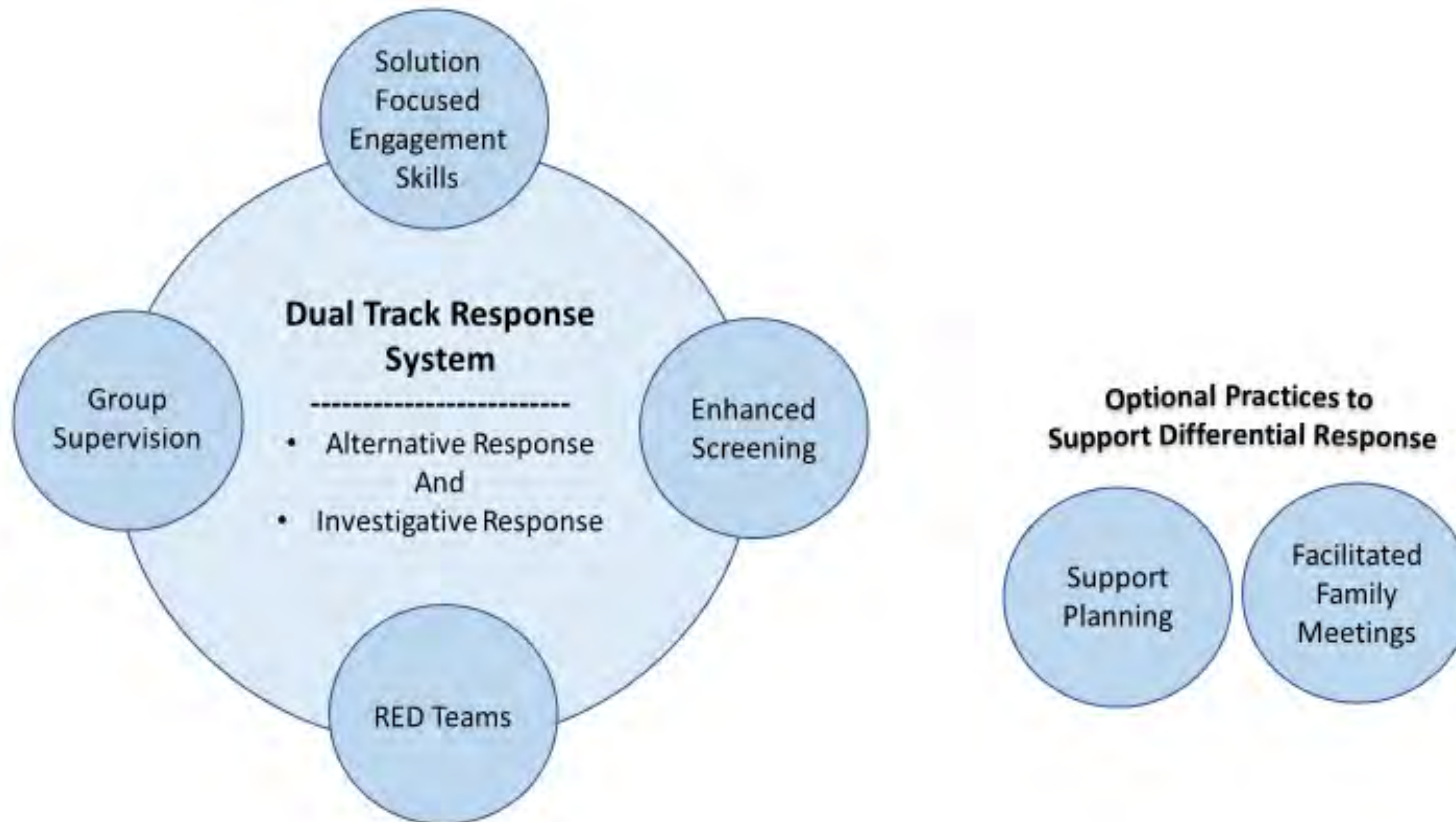 Solution
Focused
Engagement
Skills
Dual Track Response
System
-------------------------
• Alternative Response
And
• Investigative Response
Group
Supervision
Enhanced
Screening
RED Teams
Optional Practices to
Support Differential Response
Support
Planning
Facilitated
Family
Meetings